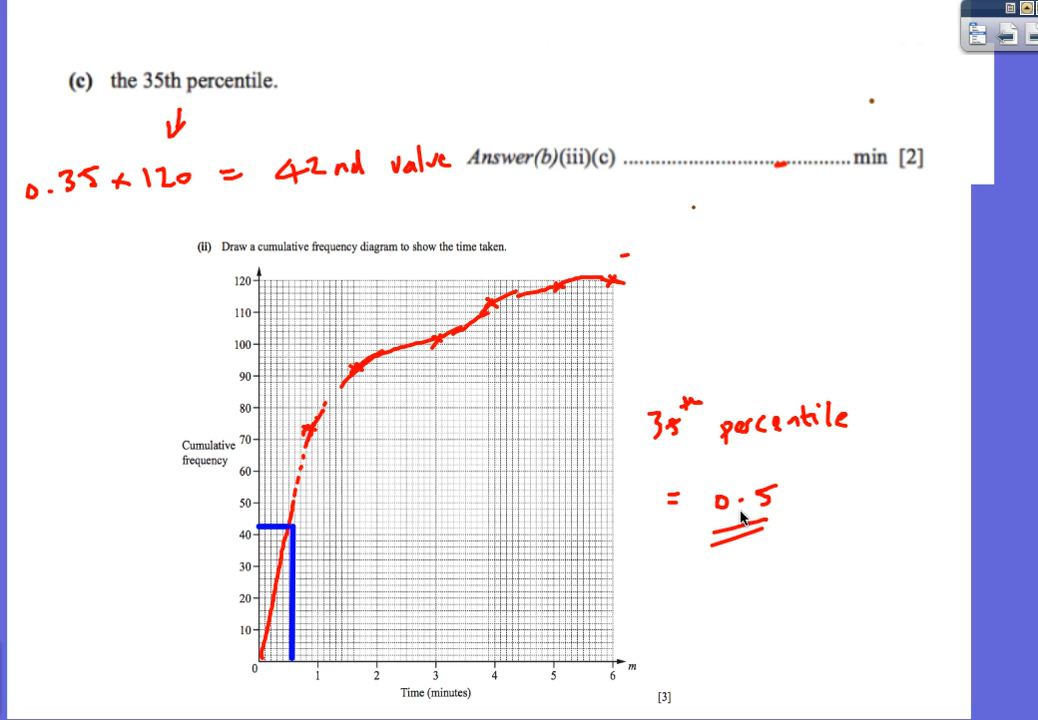 (c) the 35th percentile.
0.35 × 120 = 42nd value Answer(b)(iii)(c) ........................................ min [2]
(ii) Draw a cumulative frequency diagram to show the time taken.
120
110
100
90
80
Cumulative 70
frequency
60
50
40
30
20
10
0 1 2 3 4 5 6 m
Time (minutes)
[3]
35th percentile
= 0.5